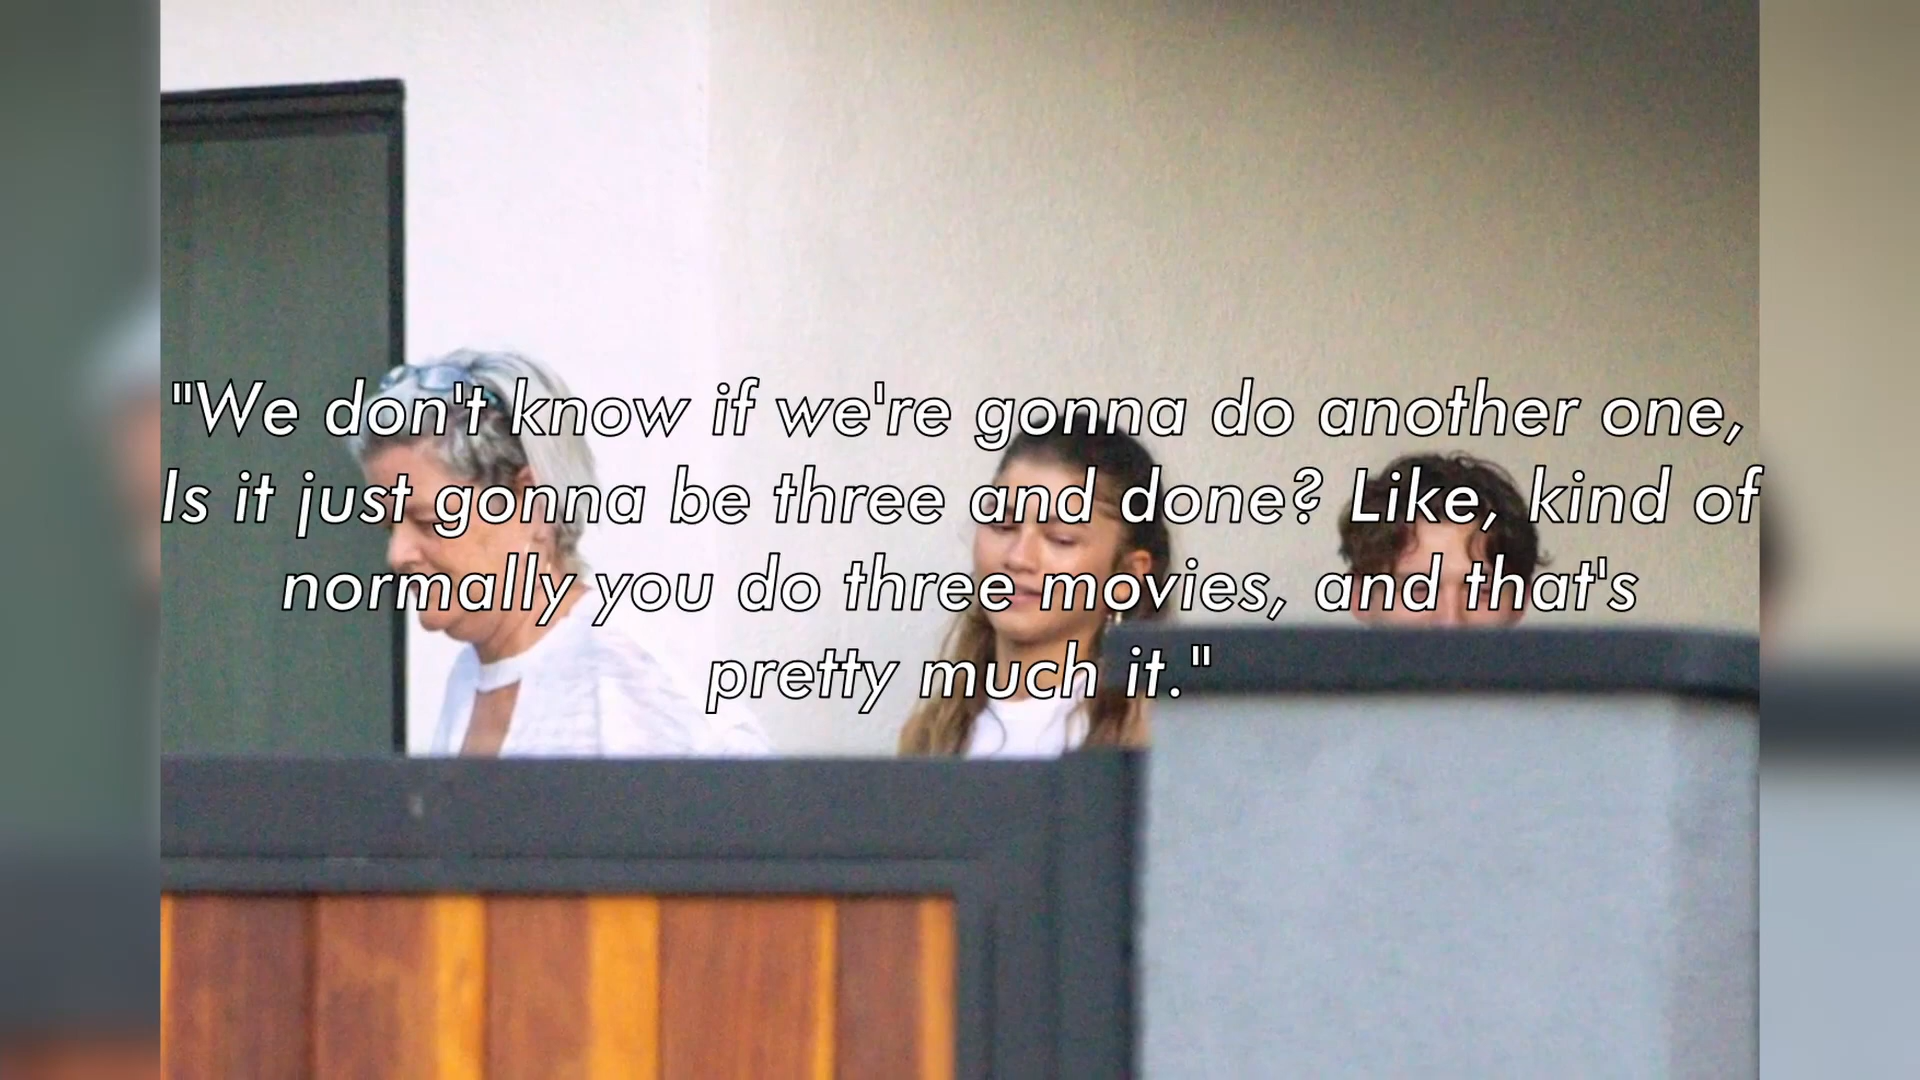 "We don't know if we're gonna do another one,
Is it just gonna be three and done? Like, kind of
normally you do three movies, and that's
pretty much it."